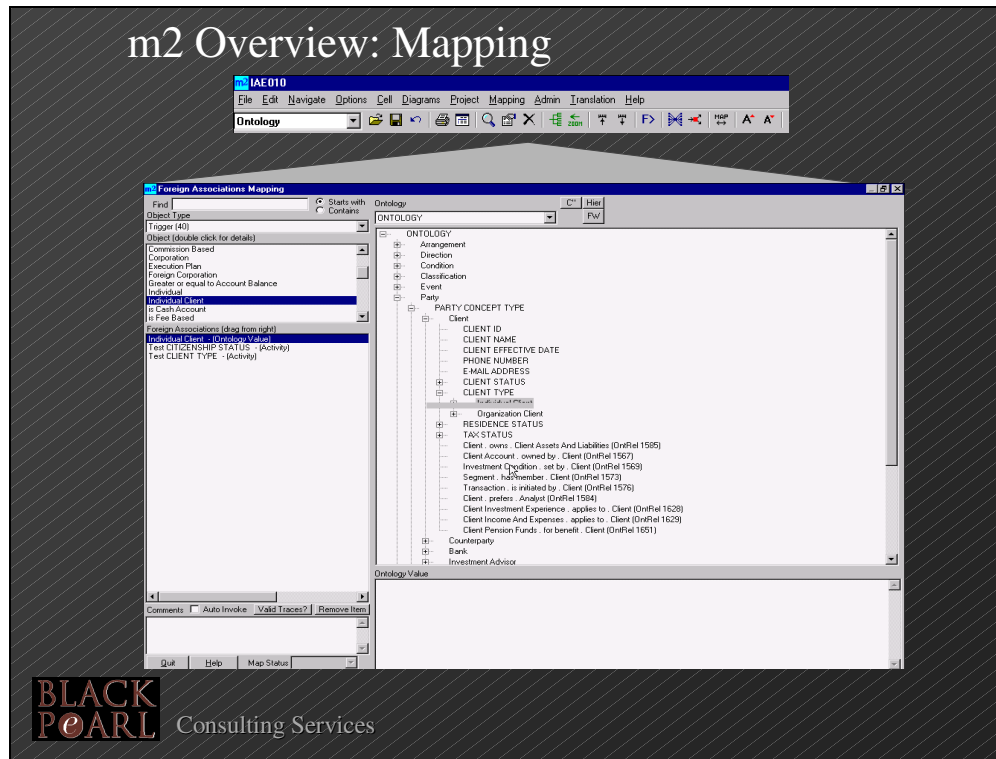 m2 Overview: Mapping
m2 IAE010
File Edit Navigate Options Cell Diagrams Project Mapping Admin Translation Help
Ontology
ZOOM
F>
MAP
A A
m2 Foreign Associations Mapping
Find
Starts with
Contains
Object Type
Trigger (40)
Object (double click for details)
Commission Based
Corporation
Execution Plan
Foreign Corporation
Greater or equal to Account Balance
Individual
Individual Client
is Cash Account
is Fee Based
Foreign Associations (drag from right)
Individual Client - (Ontology Value)
Test CITIZENSHIP STATUS - (Activity)
Test CLIENT TYPE - (Activity)
Comments
Auto Invoke
Valid Traces?
Remove Item
Quit
Help
Map Status
Ontology
C"
Hier
ONTOLOGY
FW
ONTOLOGY
Arrangement
Direction
Condition
Classification
Event
Party
PARTY CONCEPT TYPE
Client
CLIENT ID
CLIENT NAME
CLIENT EFFECTIVE DATE
PHONE NUMBER
E-MAIL ADDRESS
CLIENT STATUS
CLIENT TYPE
Individual Client
Organization Client
RESIDENCE STATUS
TAX STATUS
Client . owns . Client Assets And Liabilities (OntRel 1585)
Client Account . owned by . Client (OntRel 1567)
Investment Condition . set by . Client (OntRel 1569)
Segment . has member . Client (OntRel 1573)
Transaction . is initiated by . Client (OntRel 1576)
Client . prefers . Analyst (OntRel 1584)
Client Investment Experience . applies to . Client (OntRel 1628)
Client Income And Expenses . applies to . Client (OntRel 1629)
Client Pension Funds . for benefit . Client (OntRel 1651)
Counterparty
Bank
Investment Advisor
Ontology Value
BLACK
PeARL
Consulting Services